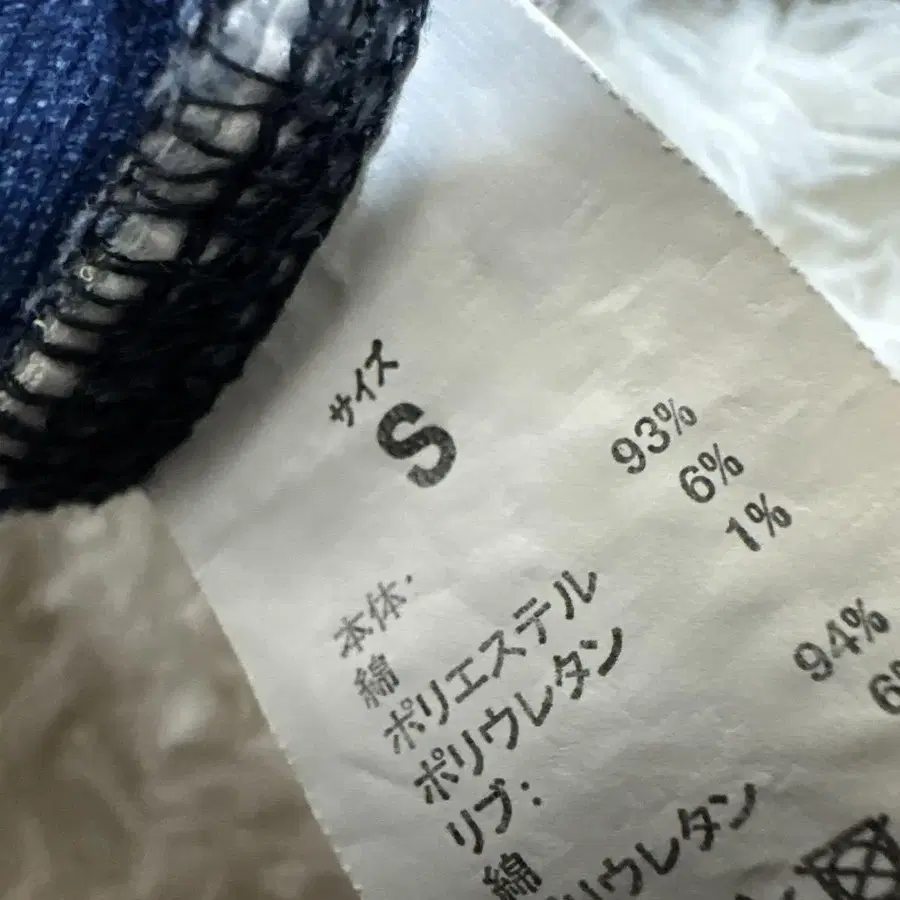 サイズ
S
本体:
綿 93%
ポリエステル 6%
ポリウレタン 1%
リブ:
綿 94%
リウレタン 6%